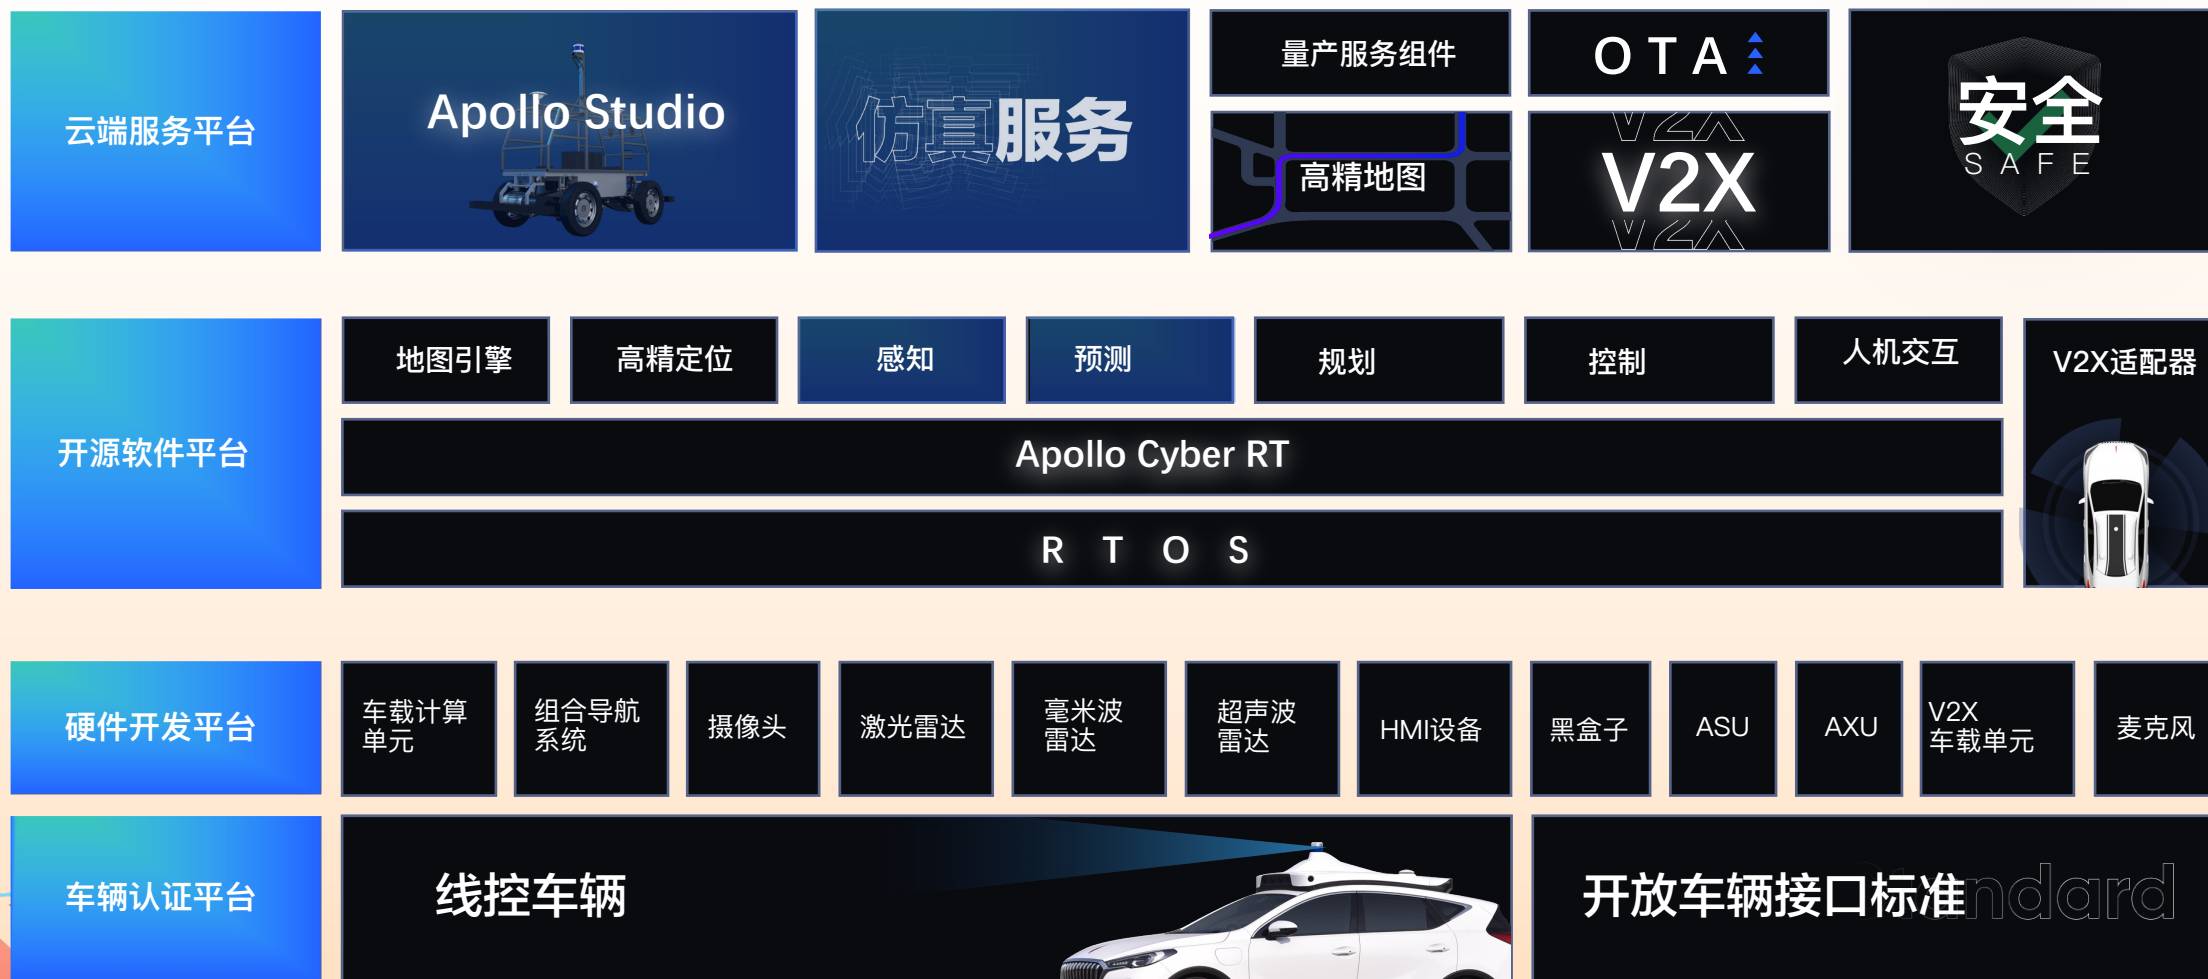 云端服务平台
Apollo Studio
仿真服务
量产服务组件
OTA
高精地图
V2X
V2X
V2X
安全
SAFE
开源软件平台
地图引擎
高精定位
感知
预测
规划
控制
人机交互
V2X适配器
Apollo Cyber RT
RTOS
硬件开发平台
车载计算
单元
组合导航
系统
摄像头
激光雷达
毫米波
雷达
超声波
雷达
HMI设备
黑盒子
ASU
AXU
V2X
车载单元
麦克风
车辆认证平台
线控车辆
开放车辆接口标准
andard